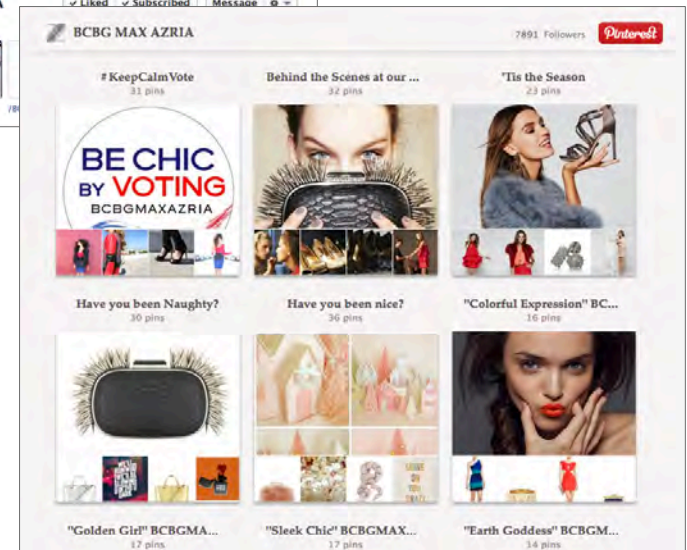 ✓ Liked ✓ Subscribed Message
BCBG MAX AZRIA
7891 Followers
Pinterest
#KeepCalmVote
31 pins
Behind the Scenes at our ...
32 pins
'Tis the Season
23 pins
BE CHIC
BY VOTING
BCBGMAXAZRIA
Have you been Naughty?
30 pins
Have you been nice?
36 pins
"Colorful Expression" BC...
16 pins
"Golden Girl" BCBGMA...
17 pins
"Sleek Chic" BCBGMAX...
17 pins
"Earth Goddess" BCBGM...
14 pins